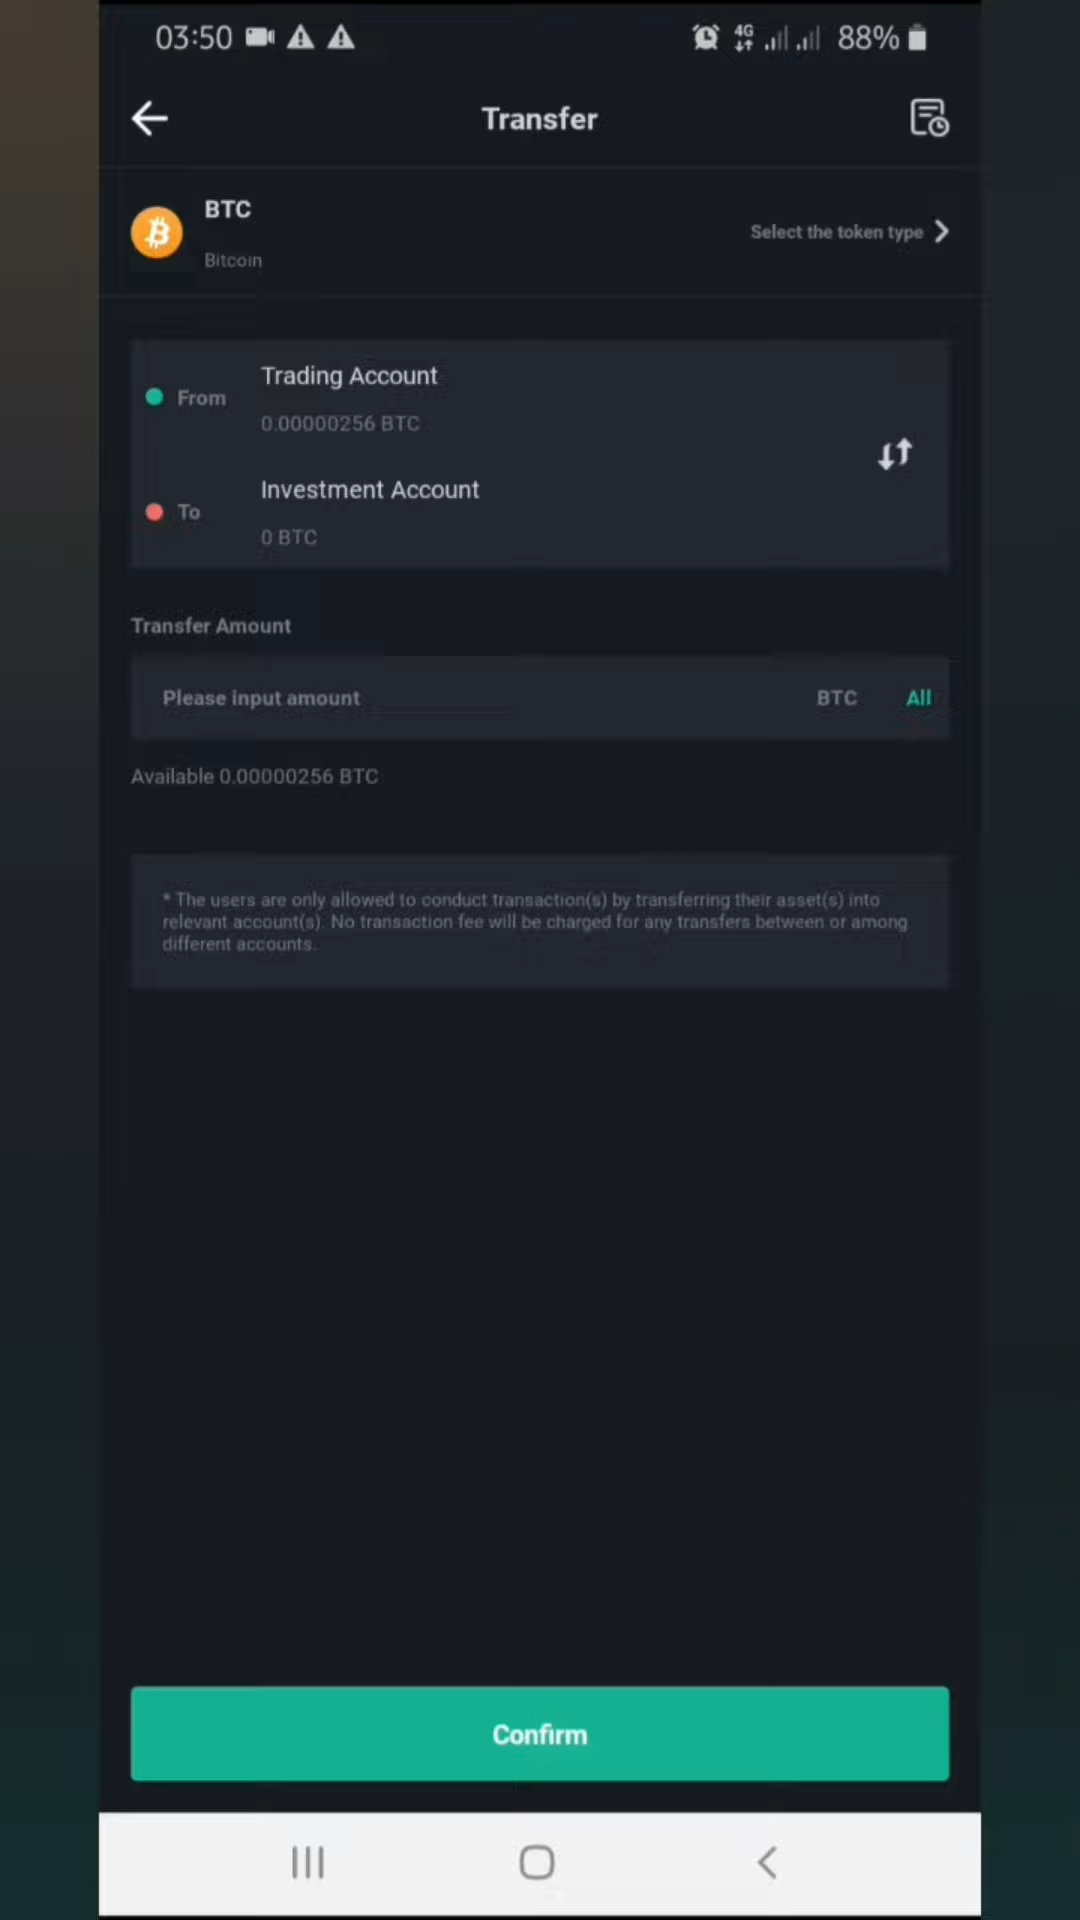 03:50
4G 88%
Transfer
BTC
Bitcoin
Select the token type
From
Trading Account
0.00000256 BTC
To
Investment Account
0 BTC
Transfer Amount
Please input amount BTC All
Available 0.00000256 BTC
* The users are only allowed to conduct transaction(s) by transferring their asset(s) into
relevant account(s). No transaction fee will be charged for any transfers between or among
different accounts.
Confirm